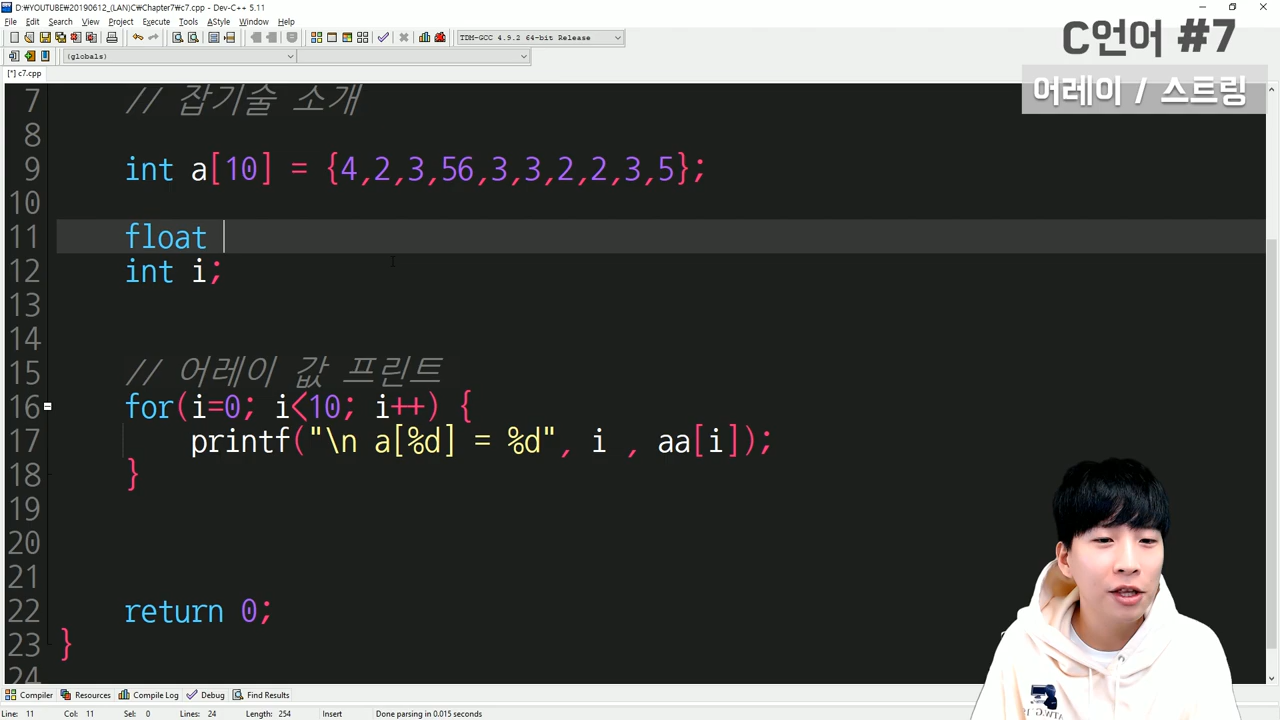 D:₩YOUTUBE₩20190612_(LAN)C₩Chapter7₩c7.cpp - Dev-C++ 5.11
File Edit Search View Project Execute Tools AStyle Window Help
TDM-GCC 4.9.2 64-bit Release
(globals)
[*] c7.cpp
C언어 #7
어레이 / 스트링
7 // 잡기술 소개
8
9 int a[10] = {4,2,3,56,3,3,2,2,3,5};
10
11 float
12 int i;
13
14
15 // 어레이 값 프린트
16 for(i=0; i<10; i++) {
17 printf("\n a[%d] = %d", i , aa[i]);
18 }
19
20
21
22 return 0;
23 }
24
Compiler Resources Compile Log Debug Find Results
Line: 11 Col: 11 Sel: 0 Lines: 24 Length: 254 Insert Done parsing in 0.015 seconds